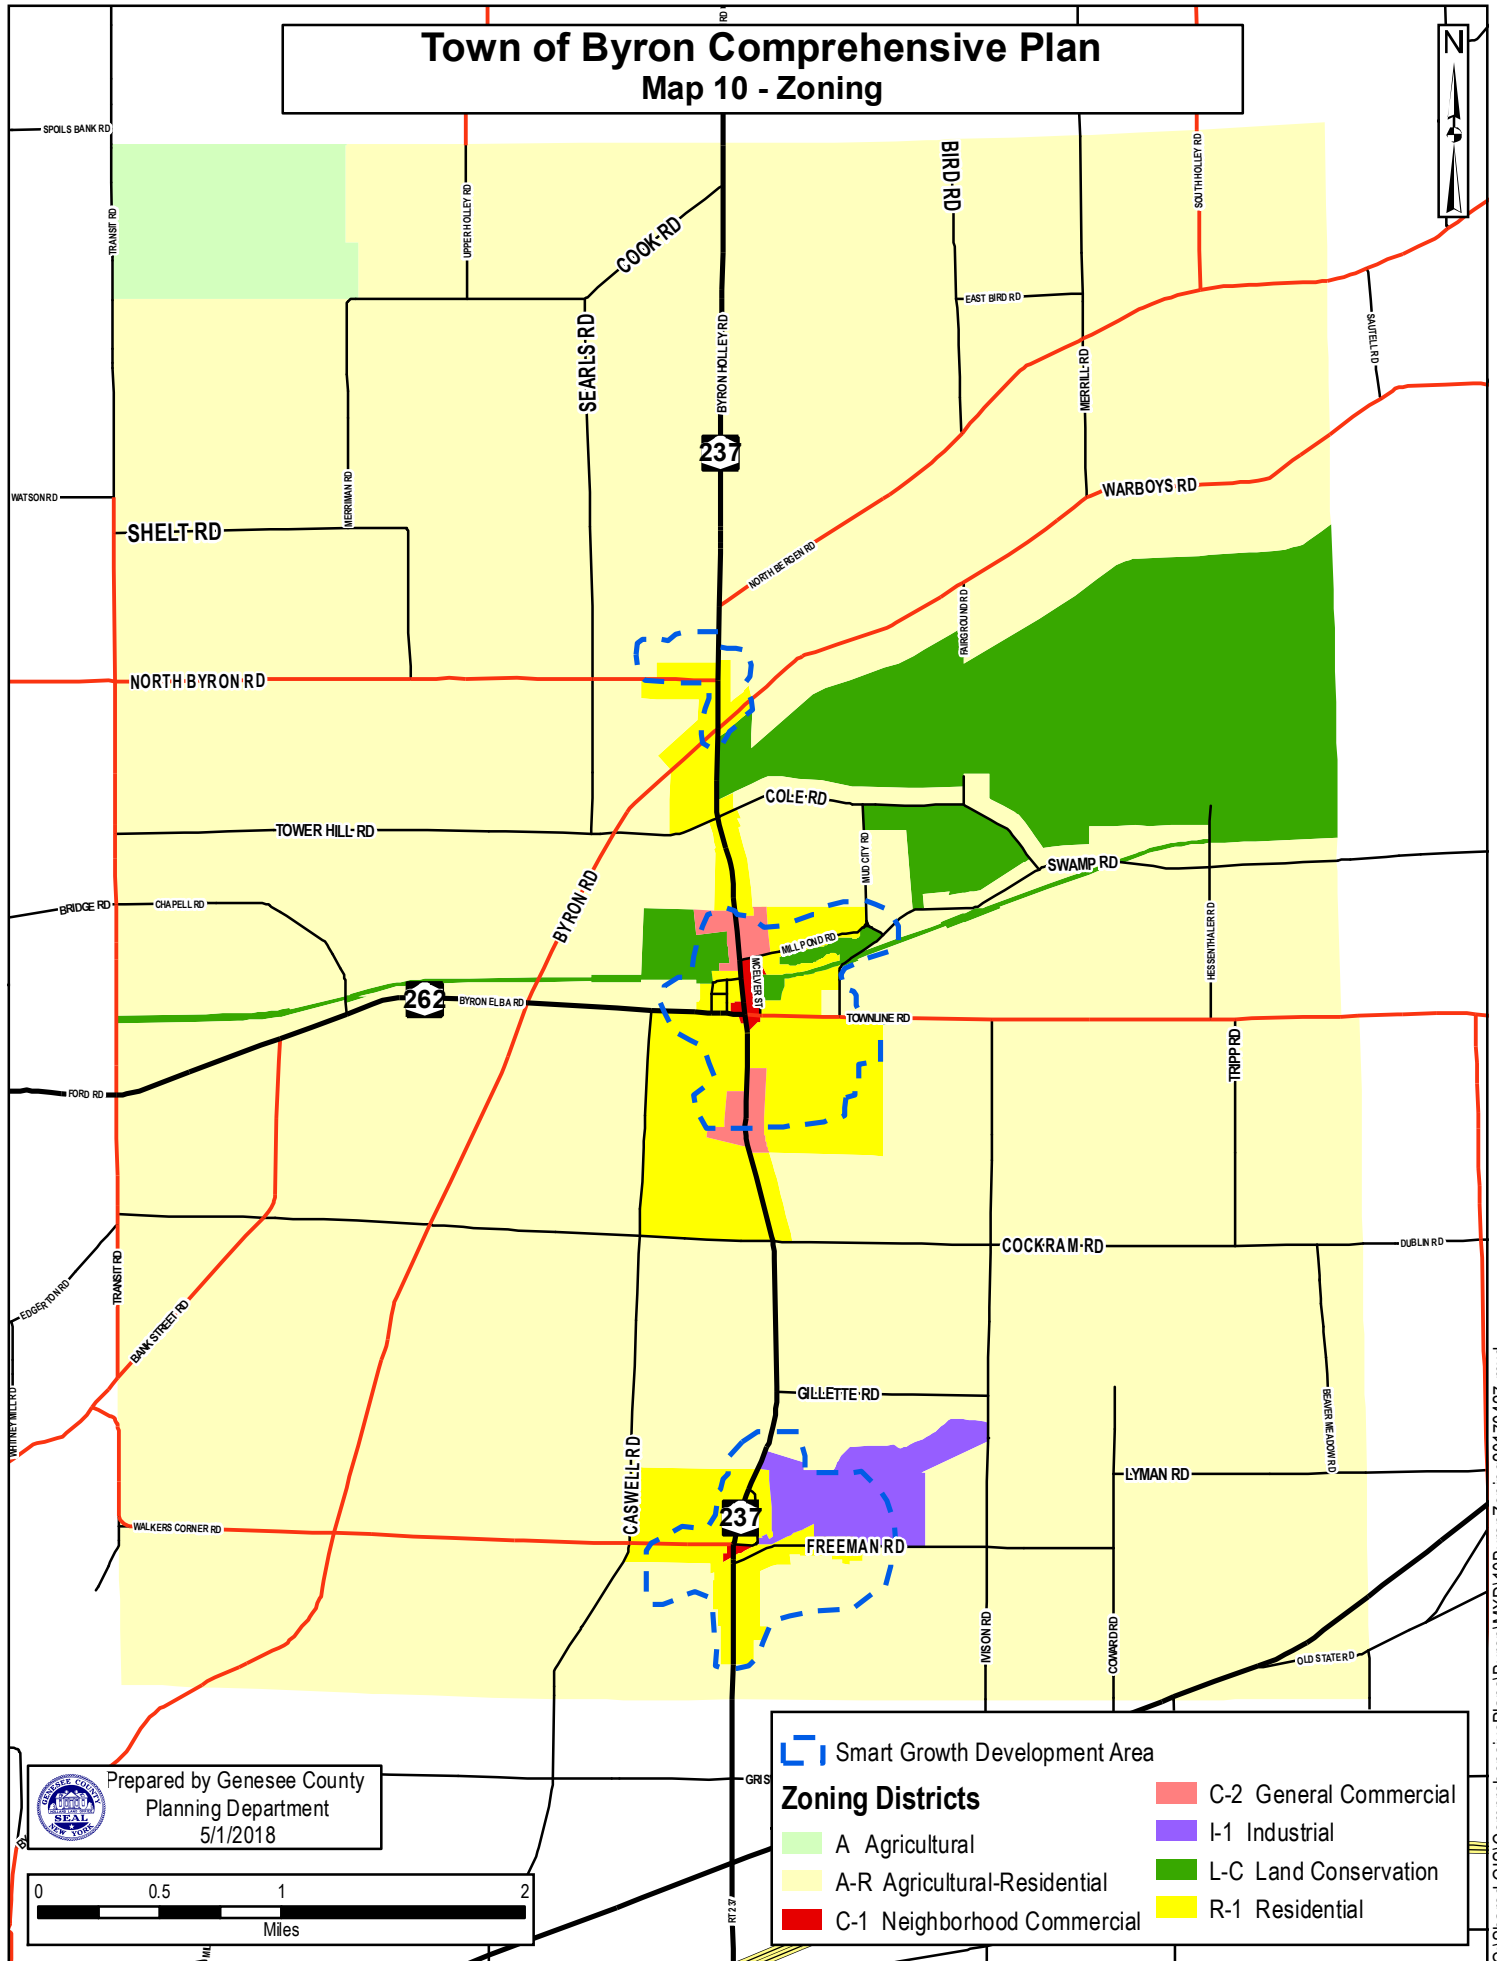 Town of Byron Comprehensive Plan
Map 10 - Zoning
N
RD
SPOILS BANK RD
TRANSIT RD
UPPER HOLLEY RD
COOK RD
BIRD RD
SOUTH HOLLEY RD
EAST BIRD RD
SEARLS RD
BYRON HOLLEY RD
MERRILL RD
SAUTELL RD
237
WATSON RD
MERRIMAN RD
WARBOYS RD
SHELT RD
NORTH BERGEN RD
FAIRGROUND RD
NORTH BYRON RD
COLE RD
TOWER HILL RD
MUD CITY RD
SWAMP RD
BRIDGE RD
CHAPELL RD
BYRON RD
HESSENTHALER RD
MILL POND RD
MCELVER ST
262
BYRON ELBA RD
TOWNLINE RD
TRIPP RD
FORD RD
COCKRAM RD
DUBLIN RD
TRANSIT RD
EDGERTON RD
BANK STREET RD
WHITNEY MILL RD
GILLETTE RD
BEAVER MEADOW RD
CASWELL RD
LYMAN RD
237
WALKERS CORNER RD
FREEMAN RD
IVISON RD
COWARD RD
OLD STATE RD
GRIS
RT 237
Smart Growth Development Area
Zoning Districts
A Agricultural
A-R Agricultural-Residential
C-1 Neighborhood Commercial
C-2 General Commercial
I-1 Industrial
L-C Land Conservation
R-1 Residential
GENESEE COUNTY
SEAL
NEW YORK
Prepared by Genesee County
Planning Department
5/1/2018
0 0.5 1 2
Miles